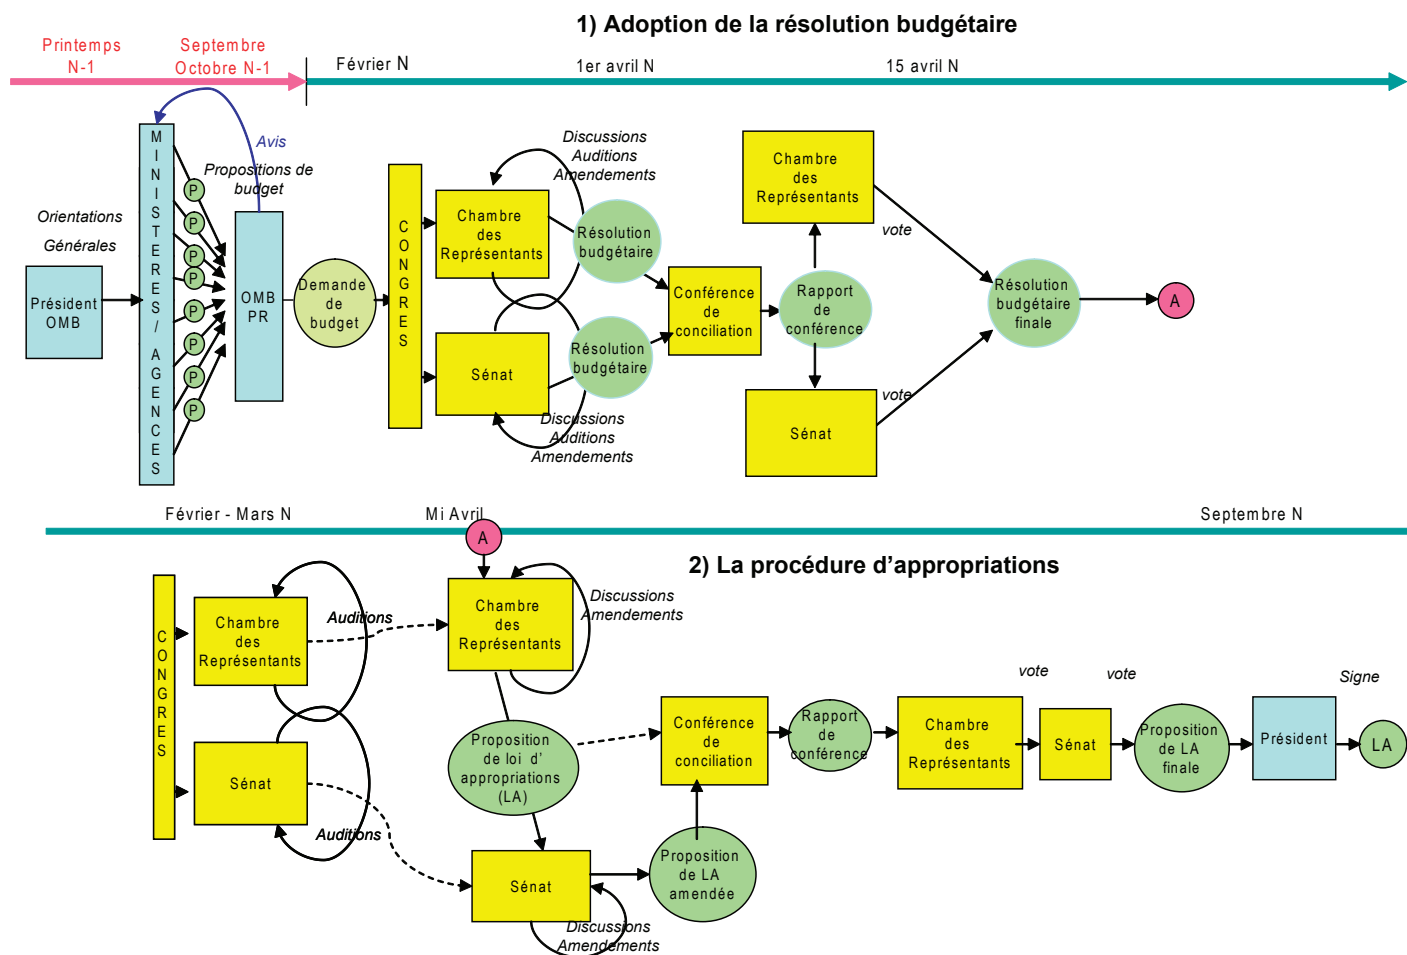 1) Adoption de la résolution budgétaire
Printemps
N-1
Septembre
Octobre N-1
Février N
1er avril N
15 avril N
Avis
Propositions de
budget
Orientations
Générales
Président
OMB
MINISTERES/ AGENCES
P
P
P
P
P
P
P
P
OMB
PR
Demande
de
budget
CONGRES
Discussions
Auditions
Amendements
Chambre
des
Représentants
Résolution
budgétaire
Sénat
Résolution
budgétaire
Discussions
Auditions
Amendements
Conférence
de
conciliation
Rapport
de
conférence
Chambre
des
Représentants
vote
Sénat
vote
Résolution
budgétaire
finale
A
Février - Mars N
Mi Avril
Septembre N
A
2) La procédure d'appropriations
CONGRES
Chambre
des
Représentants
Auditions
Sénat
Auditions
Chambre
des
Représentants
Discussions
Amendements
Proposition
de loi d'
appropriations
(LA)
Sénat
Discussions
Amendements
Proposition
de LA
amendée
Conférence
de
conciliation
Rapport
de
conférence
Chambre
des
Représentants
vote
Sénat
vote
Proposition
de LA
finale
Président
Signe
LA